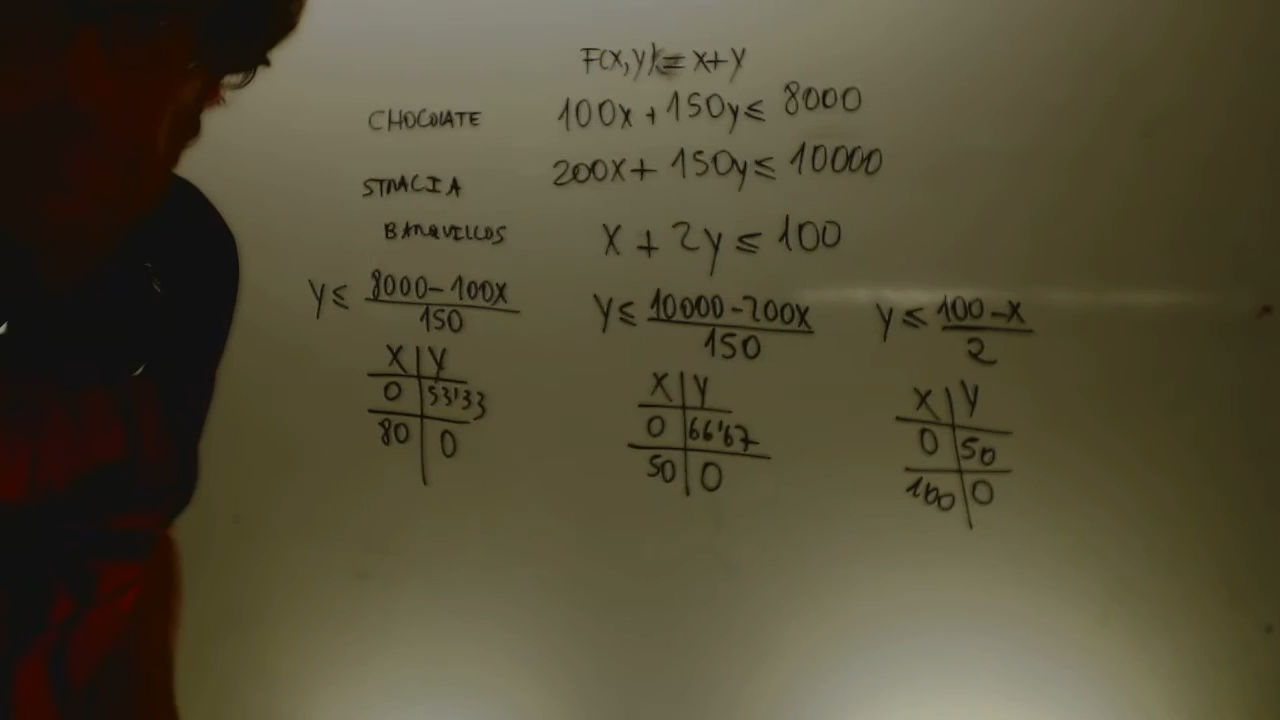 F(x,y)=x+y
CHOCOLATE 100x+150y≤ 8000
STRACIA 200x+ 150y≤ 10000
BARQUILLOS x + 2y ≤ 100
y≤ 8000-100x / 150 y≤ 10000-200x / 150 y ≤ 100-x / 2
x | y x | y x | y
0 | 53'33 0 | 66'67 0 | 50
80 | 0 50 | 0 100 | 0